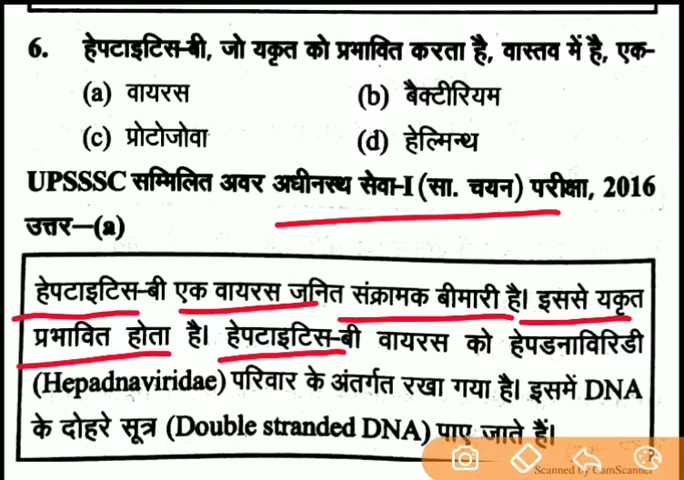 6. हेपटाइटिस-बी, जो यकृत को प्रभावित करता है, वास्तव में है, एक-
(a) वायरस (b) बैक्टीरियम
(c) प्रोटोजोवा (d) हेल्मिन्थ
UPSSSC सम्मिलित अवर अधीनस्थ सेवा-I (सा. चयन) परीक्षा, 2016
उत्तर—(a)
हेपटाइटिस-बी एक वायरस जनित संक्रामक बीमारी है। इससे यकृत
प्रभावित होता है। हेपटाइटिस-बी वायरस को हेपडनाविरिडी
(Hepadnaviridae) परिवार के अंतर्गत रखा गया है। इसमें DNA
के दोहरे सूत्र (Double stranded DNA) पाए जाते हैं।
Scanned by CamScanner